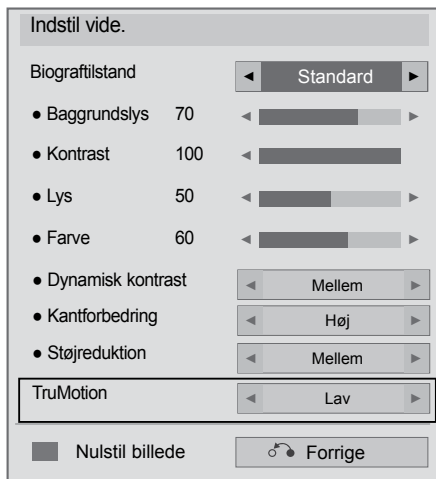 Indstil vide.
Biograftilstand ◄ Standard ►
● Baggrundslys 70 ◄ ►
● Kontrast 100 ◄
● Lys 50 ◄ ►
● Farve 60 ◄ ►
● Dynamisk kontrast ◄ Mellem ►
● Kantforbedring ◄ Høj ►
● Støjreduktion ◄ Mellem ►
TruMotion ◄ Lav ►
Nulstil billede Forrige